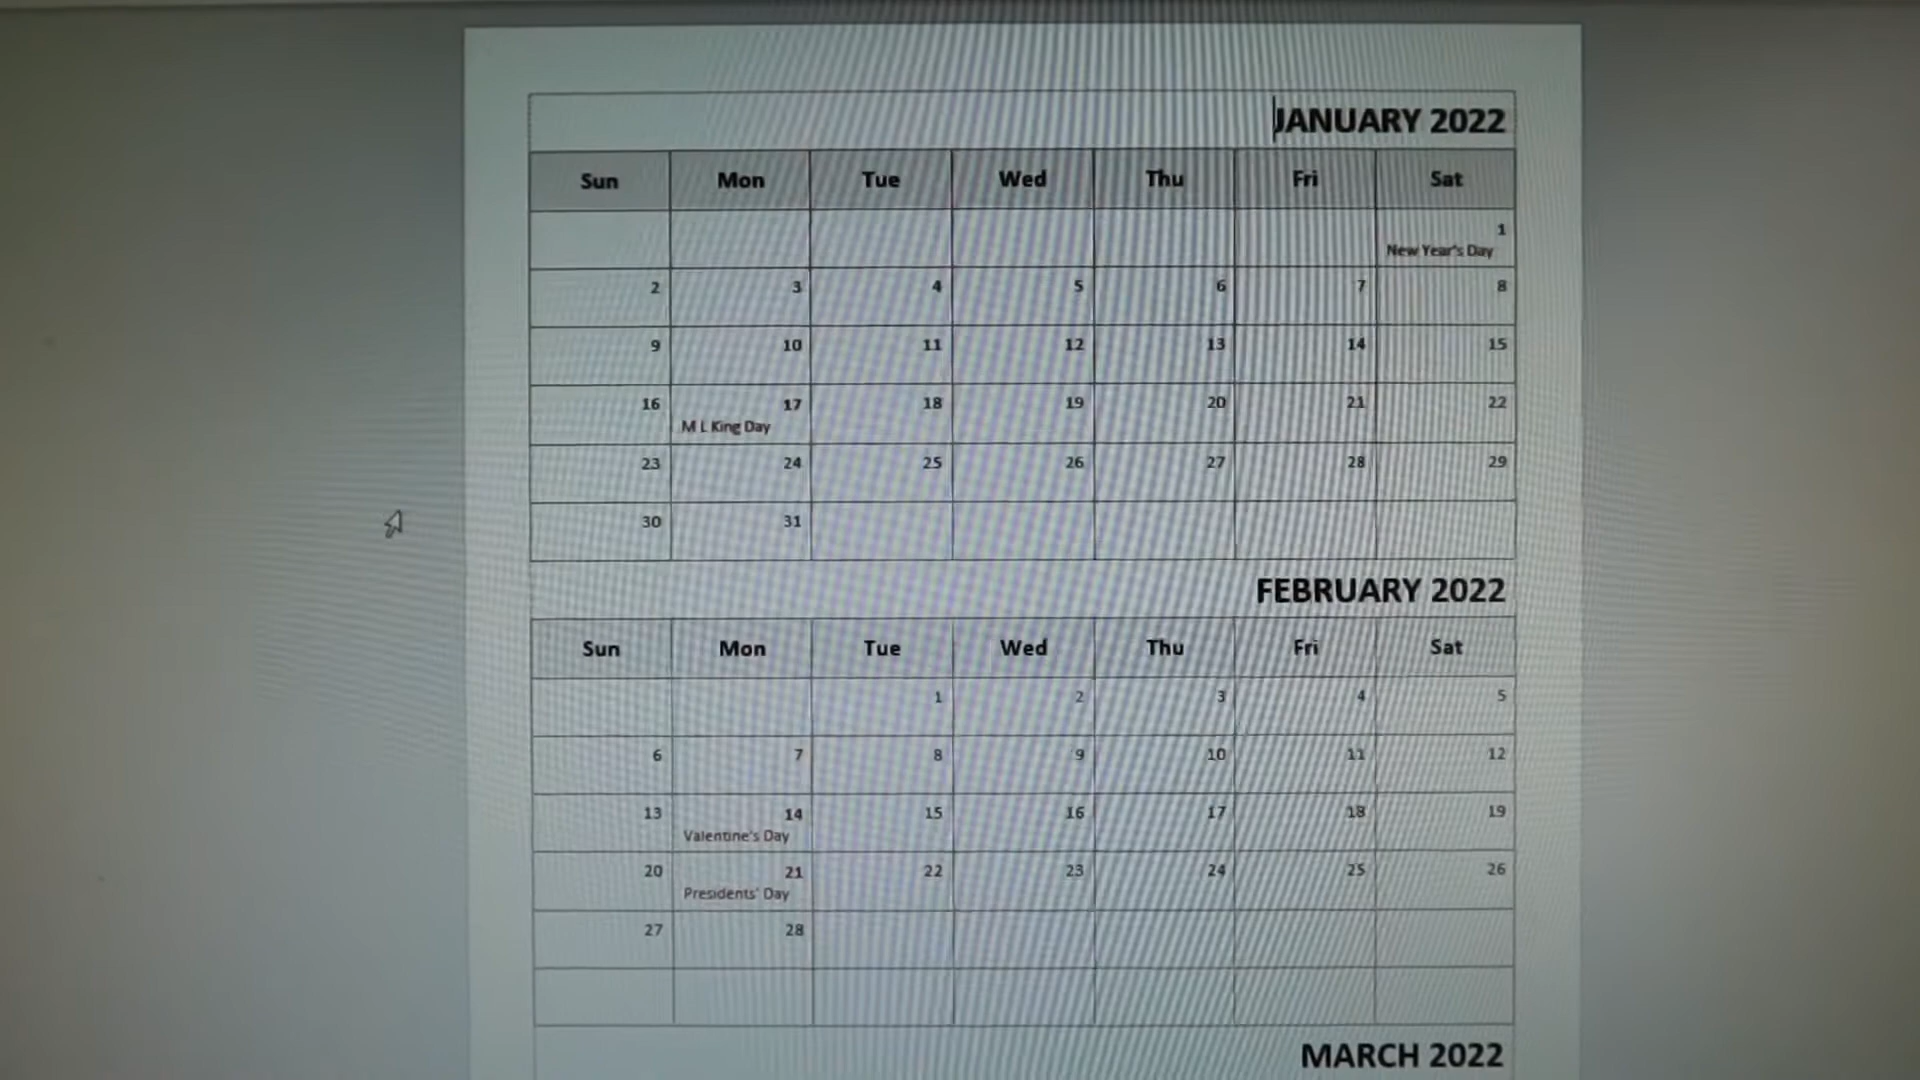 JANUARY 2022
Sun Mon Tue Wed Thu Fri Sat
1
New Year's Day
2 3 4 5 6 7 8
9 10 11 12 13 14 15
16 17 18 19 20 21 22
M L King Day
23 24 25 26 27 28 29
30 31
FEBRUARY 2022
Sun Mon Tue Wed Thu Fri Sat
1 2 3 4 5
6 7 8 9 10 11 12
13 14 15 16 17 18 19
Valentine's Day
20 21 22 23 24 25 26
Presidents' Day
27 28
MARCH 2022